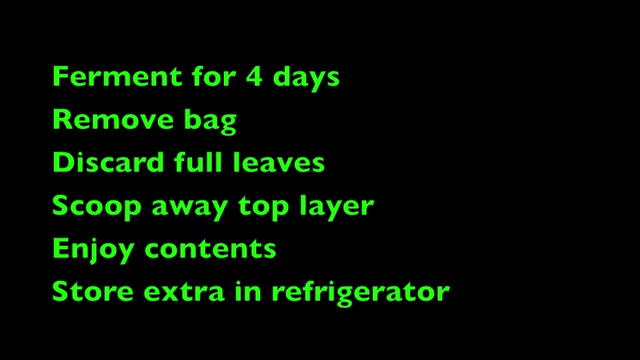 Ferment for 4 days
Remove bag
Discard full leaves
Scoop away top layer
Enjoy contents
Store extra in refrigerator